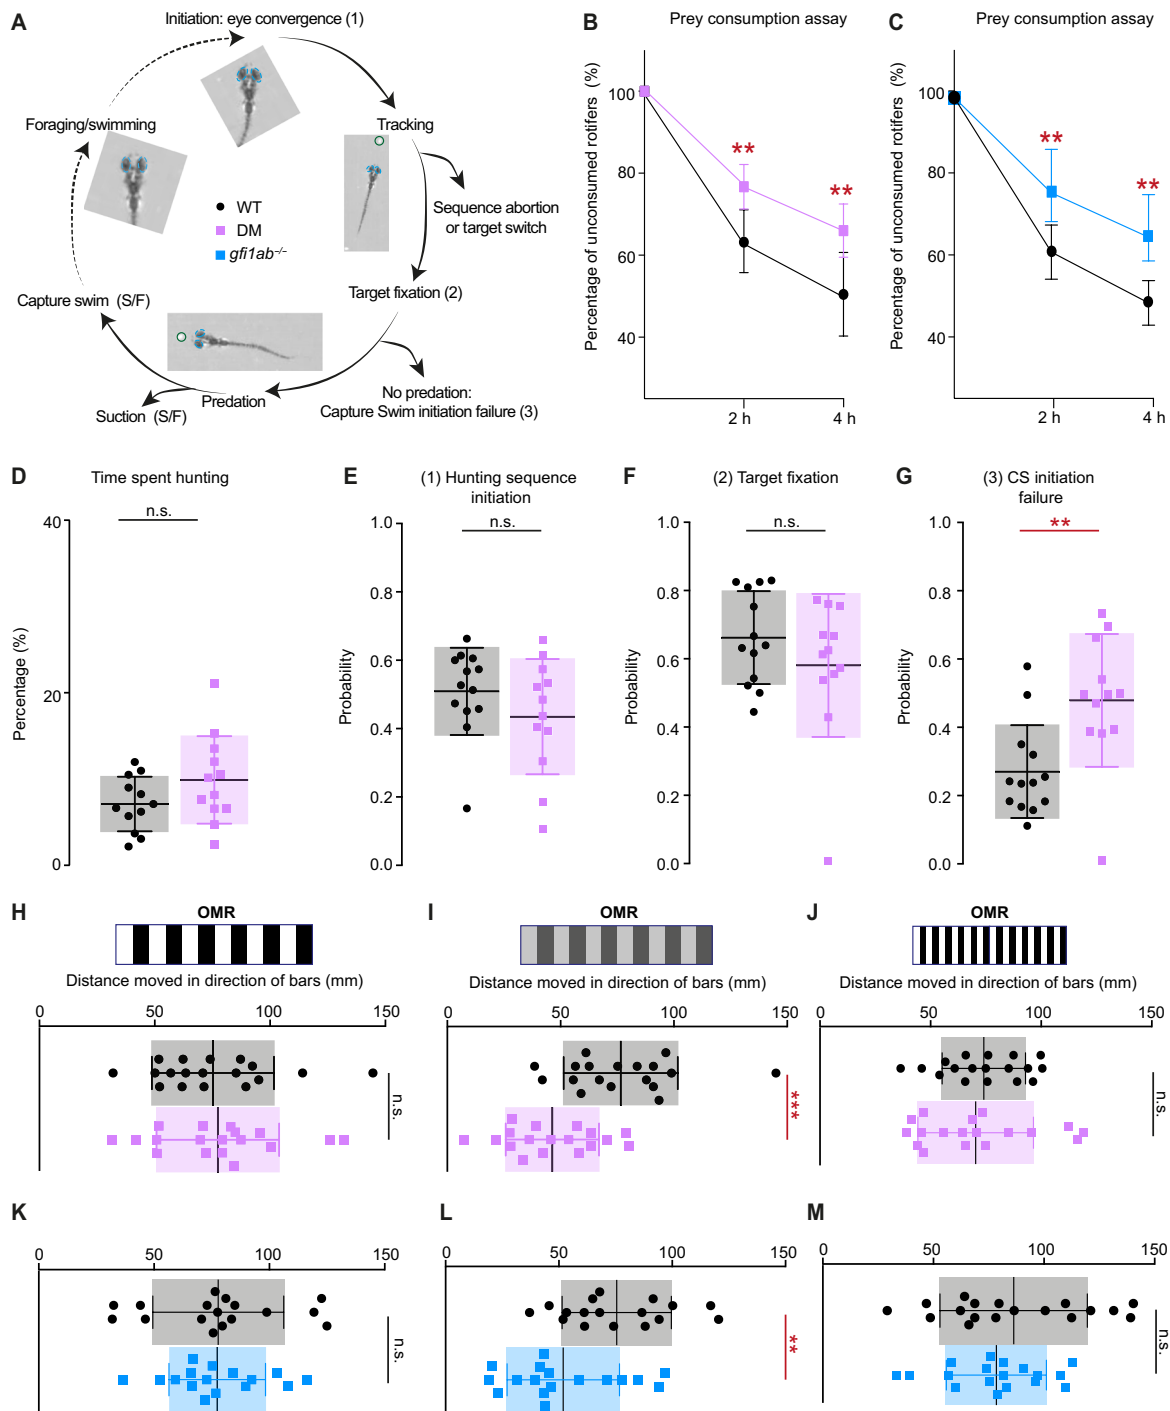 A
Initiation: eye convergence (1)
Foraging/swimming
Tracking
WT
DM
gfi1ab–/–
Sequence abortion
or target switch
Target fixation (2)
Capture swim (S/F)
No predation:
Capture Swim initiation failure (3)
Predation
Suction (S/F)
B
Prey consumption assay
Percentage of unconsumed rotifers (%)
100
80
60
40
**
**
2 h
4 h
C
Prey consumption assay
Percentage of unconsumed rotifers (%)
100
80
60
40
**
**
2 h
4 h
D
Time spent hunting
n.s.
Percentage (%)
40
20
0
E
(1) Hunting sequence
initiation
n.s.
Probability
1.0
0.8
0.6
0.4
0.2
0.0
F
(2) Target fixation
n.s.
Probability
1.0
0.8
0.6
0.4
0.2
0.0
G
(3) CS initiation
failure
**
Probability
1.0
0.8
0.6
0.4
0.2
0.0
H
OMR
Distance moved in direction of bars (mm)
0 50 100 150
n.s.
I
OMR
Distance moved in direction of bars (mm)
0 50 100 150
***
J
OMR
Distance moved in direction of bars (mm)
0 50 100 150
n.s.
K
0 50 100 150
n.s.
L
0 50 100 150
**
M
0 50 100 150
n.s.